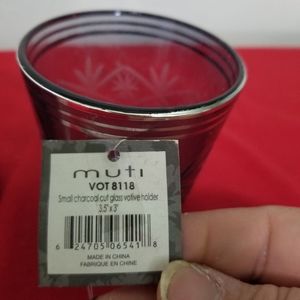 muti
VOT 8118
Small charcoal cut glass votive holder
3.5" x 3"
6 24705 06541 8
MADE IN CHINA
FABRIQUE EN CHINE